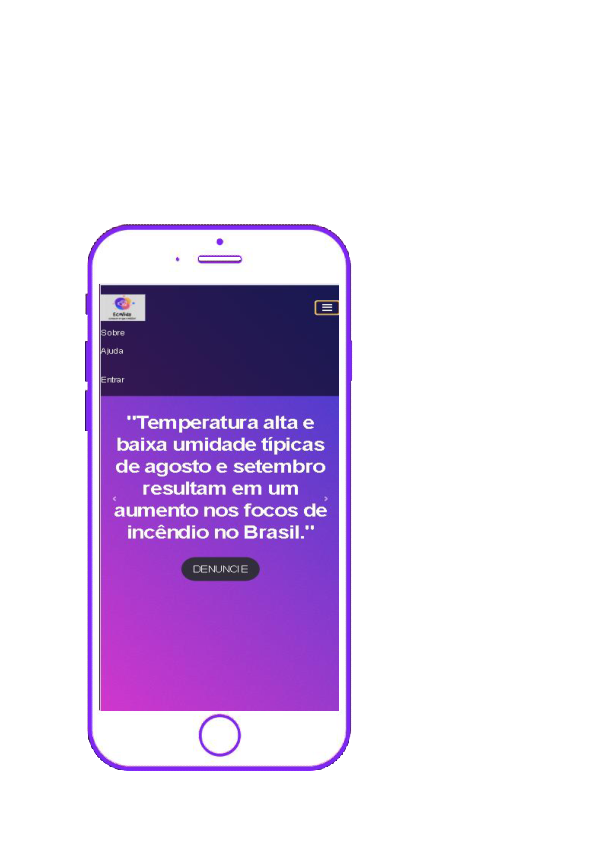 Sobre
Ajuda
Entrar
"Temperatura alta e
baixa umidade típicas
de agosto e setembro
resultam em um
aumento nos focos de
incêndio no Brasil."
DENUNCIE